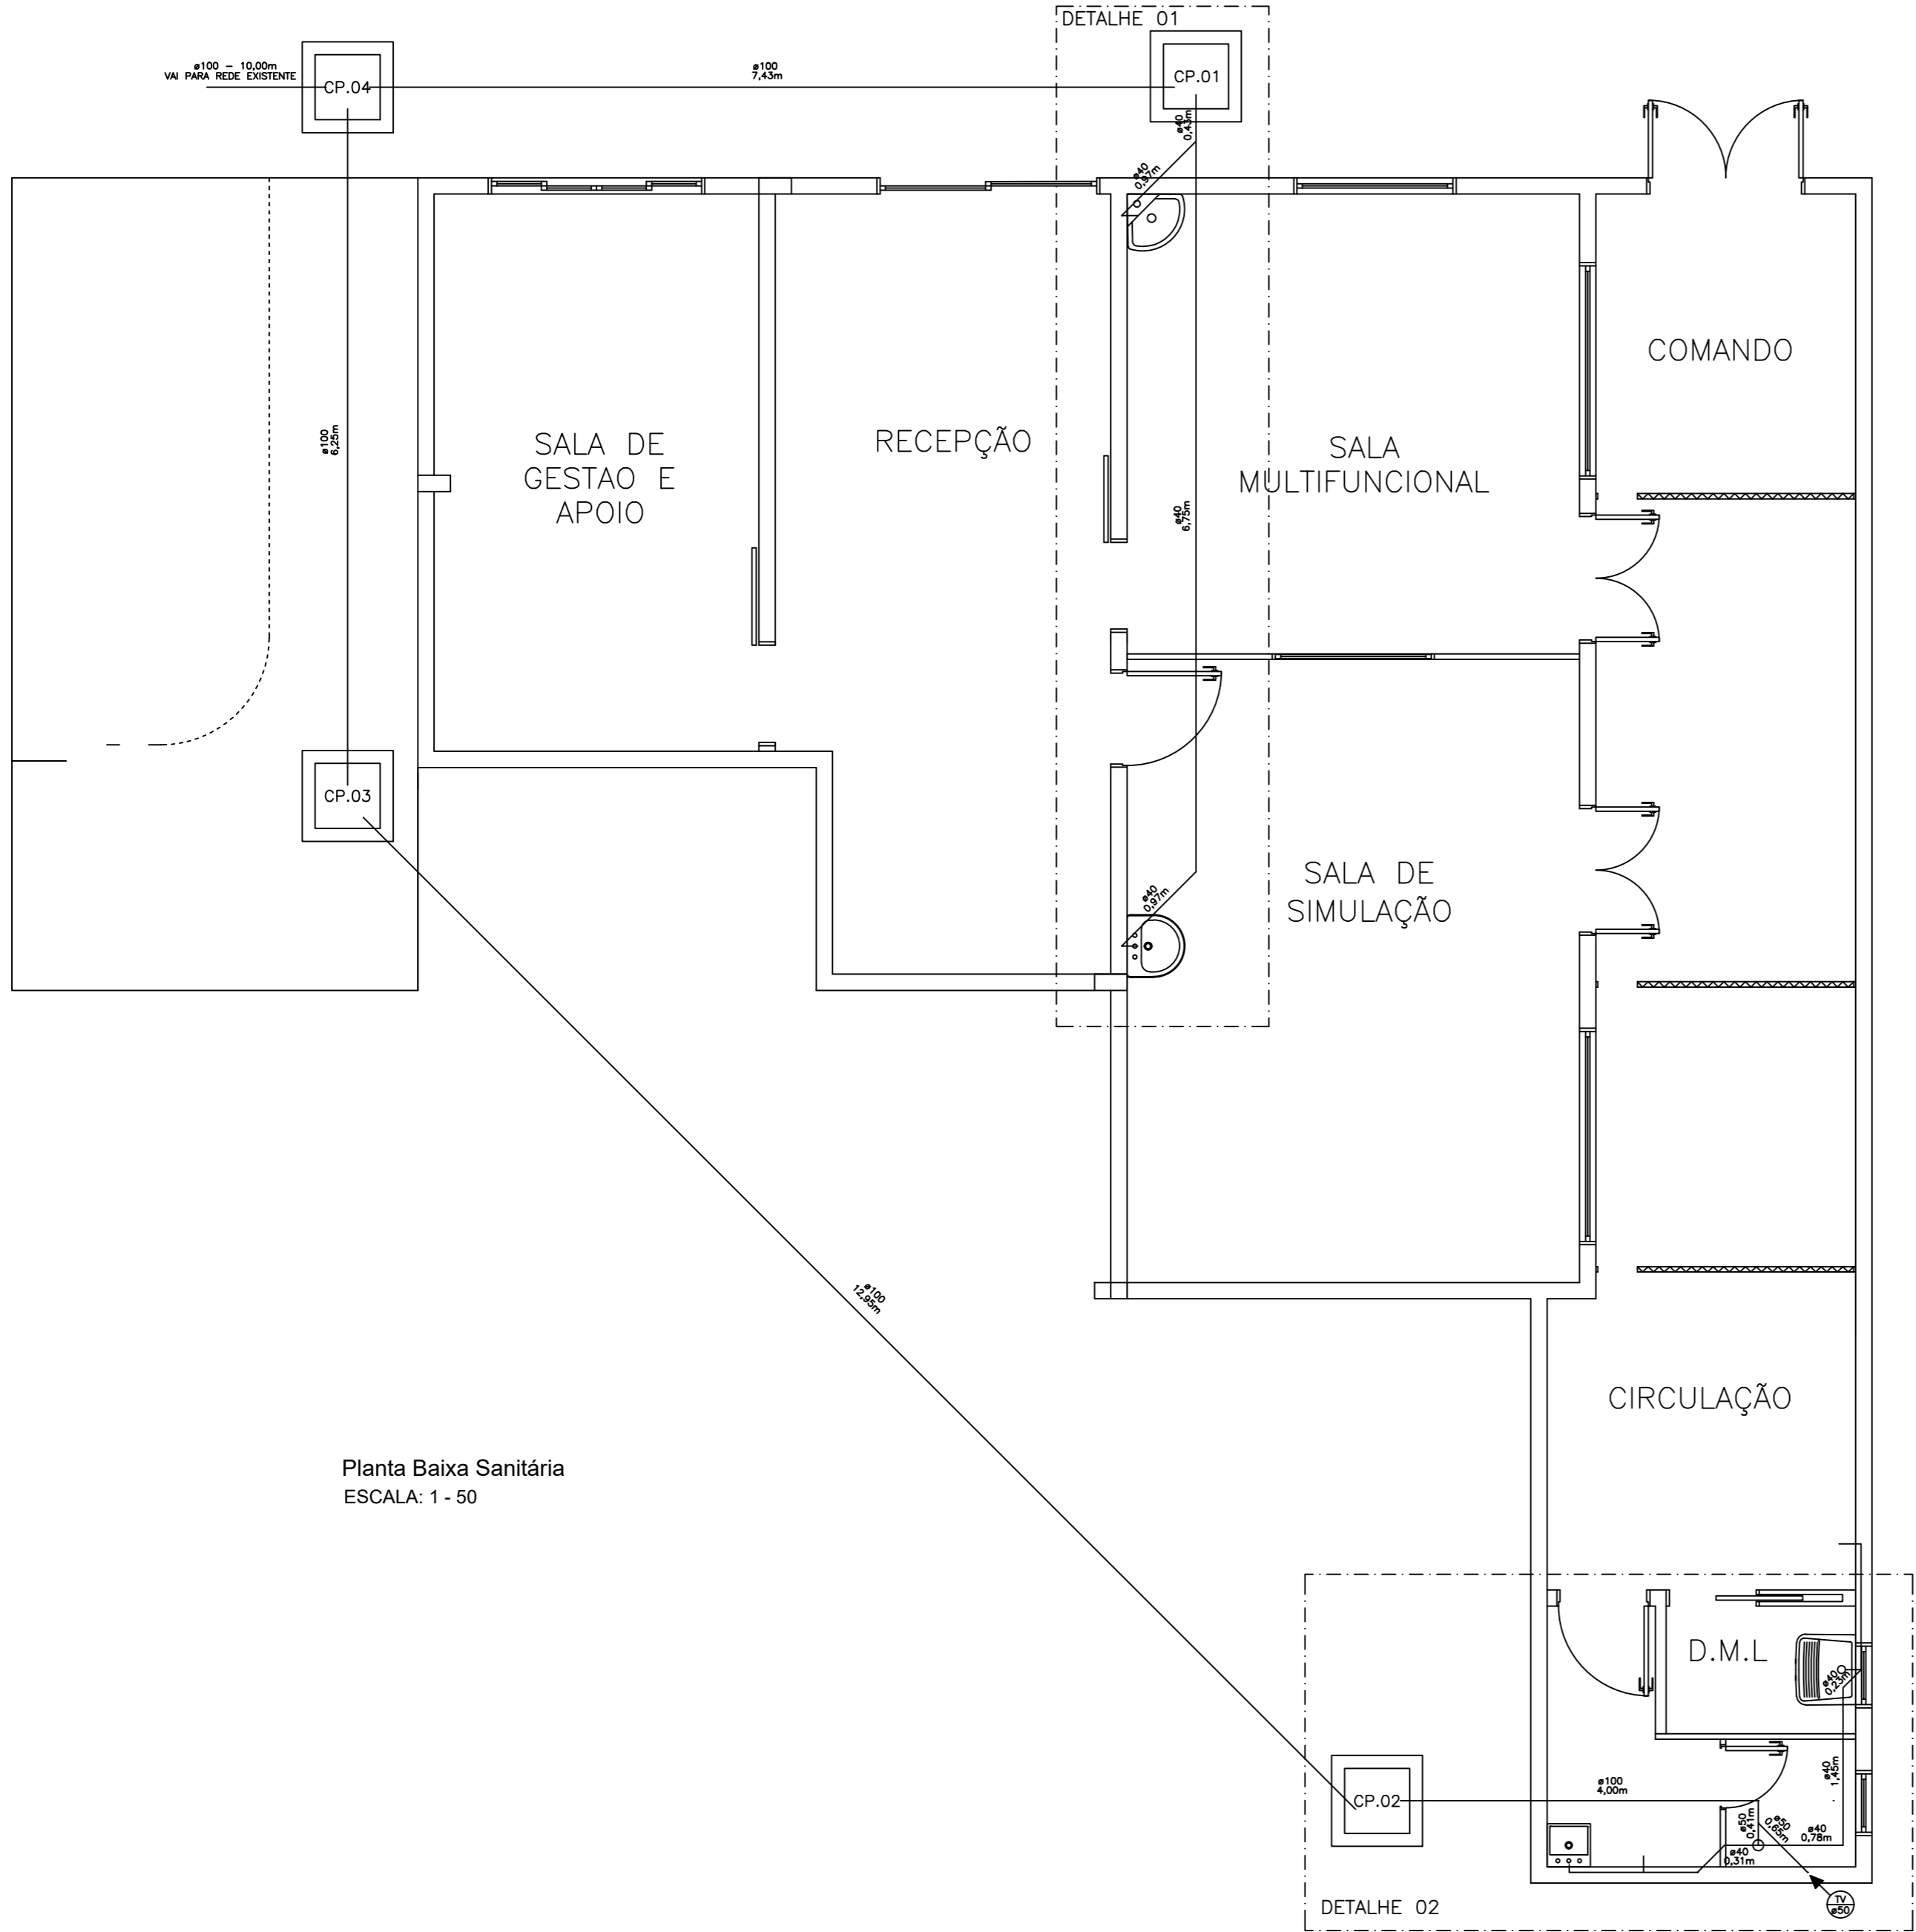 DETALHE 01
ø100 - 10,00m
VAI PARA REDE EXISTENTE
CP.04
ø100
7,43m
CP.01
ø40
0,43m
ø40
0,97m
COMANDO
ø100
6,25m
SALA DE
GESTAO E
APOIO
RECEPÇÃO
SALA
MULTIFUNCIONAL
ø40
6,75m
CP.03
SALA DE
SIMULAÇÃO
ø40
0,97m
ø100
12,95m
CIRCULAÇÃO
Planta Baixa Sanitária
ESCALA: 1 - 50
D.M.L
ø40
0,23m
CP.02
ø100
4,00m
ø40
1,45m
ø50
0,41m
ø50
0,65m
ø40
0,78m
ø40
0,31m
DETALHE 02
TV
ø50